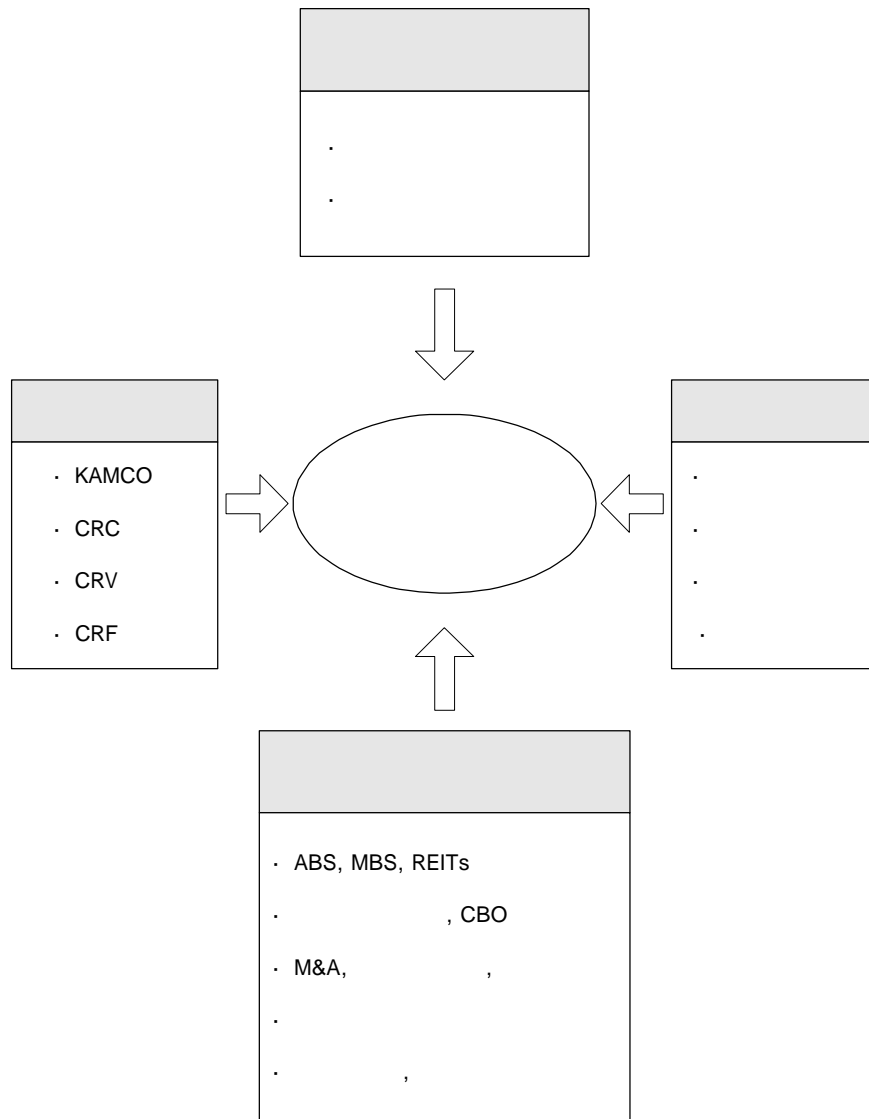 ·
·
· KAMCO
· CRC
· CRV
· CRF
·
·
·
·
· ABS, MBS, REITs
· , CBO
· M&A, ,
·
· ,